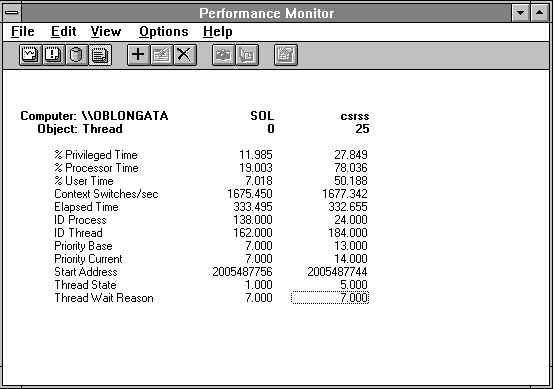 Performance Monitor
File Edit View Options Help
Computer: \\OBLONGATA SOL csrss
Object: Thread 0 25
% Privileged Time 11.985 27.849
% Processor Time 19.003 78.036
% User Time 7.018 50.188
Context Switches/sec 1675.450 1677.342
Elapsed Time 333.495 332.655
ID Process 138.000 24.000
ID Thread 162.000 184.000
Priority Base 7.000 13.000
Priority Current 7.000 14.000
Start Address 2005487756 2005487744
Thread State 1.000 5.000
Thread Wait Reason 7.000 7.000